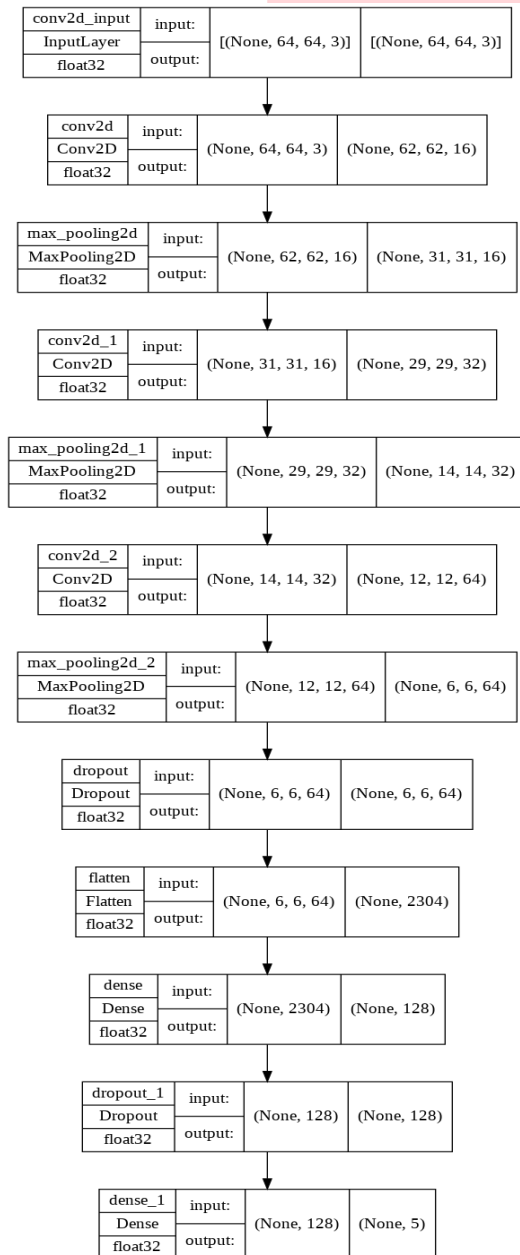 conv2d_input
InputLayer
float32
input:
output:
[(None, 64, 64, 3)]
[(None, 64, 64, 3)]
conv2d
Conv2D
float32
input:
output:
(None, 64, 64, 3)
(None, 62, 62, 16)
max_pooling2d
MaxPooling2D
float32
input:
output:
(None, 62, 62, 16)
(None, 31, 31, 16)
conv2d_1
Conv2D
float32
input:
output:
(None, 31, 31, 16)
(None, 29, 29, 32)
max_pooling2d_1
MaxPooling2D
float32
input:
output:
(None, 29, 29, 32)
(None, 14, 14, 32)
conv2d_2
Conv2D
float32
input:
output:
(None, 14, 14, 32)
(None, 12, 12, 64)
max_pooling2d_2
MaxPooling2D
float32
input:
output:
(None, 12, 12, 64)
(None, 6, 6, 64)
dropout
Dropout
float32
input:
output:
(None, 6, 6, 64)
(None, 6, 6, 64)
flatten
Flatten
float32
input:
output:
(None, 6, 6, 64)
(None, 2304)
dense
Dense
float32
input:
output:
(None, 2304)
(None, 128)
dropout_1
Dropout
float32
input:
output:
(None, 128)
(None, 128)
dense_1
Dense
float32
input:
output:
(None, 128)
(None, 5)